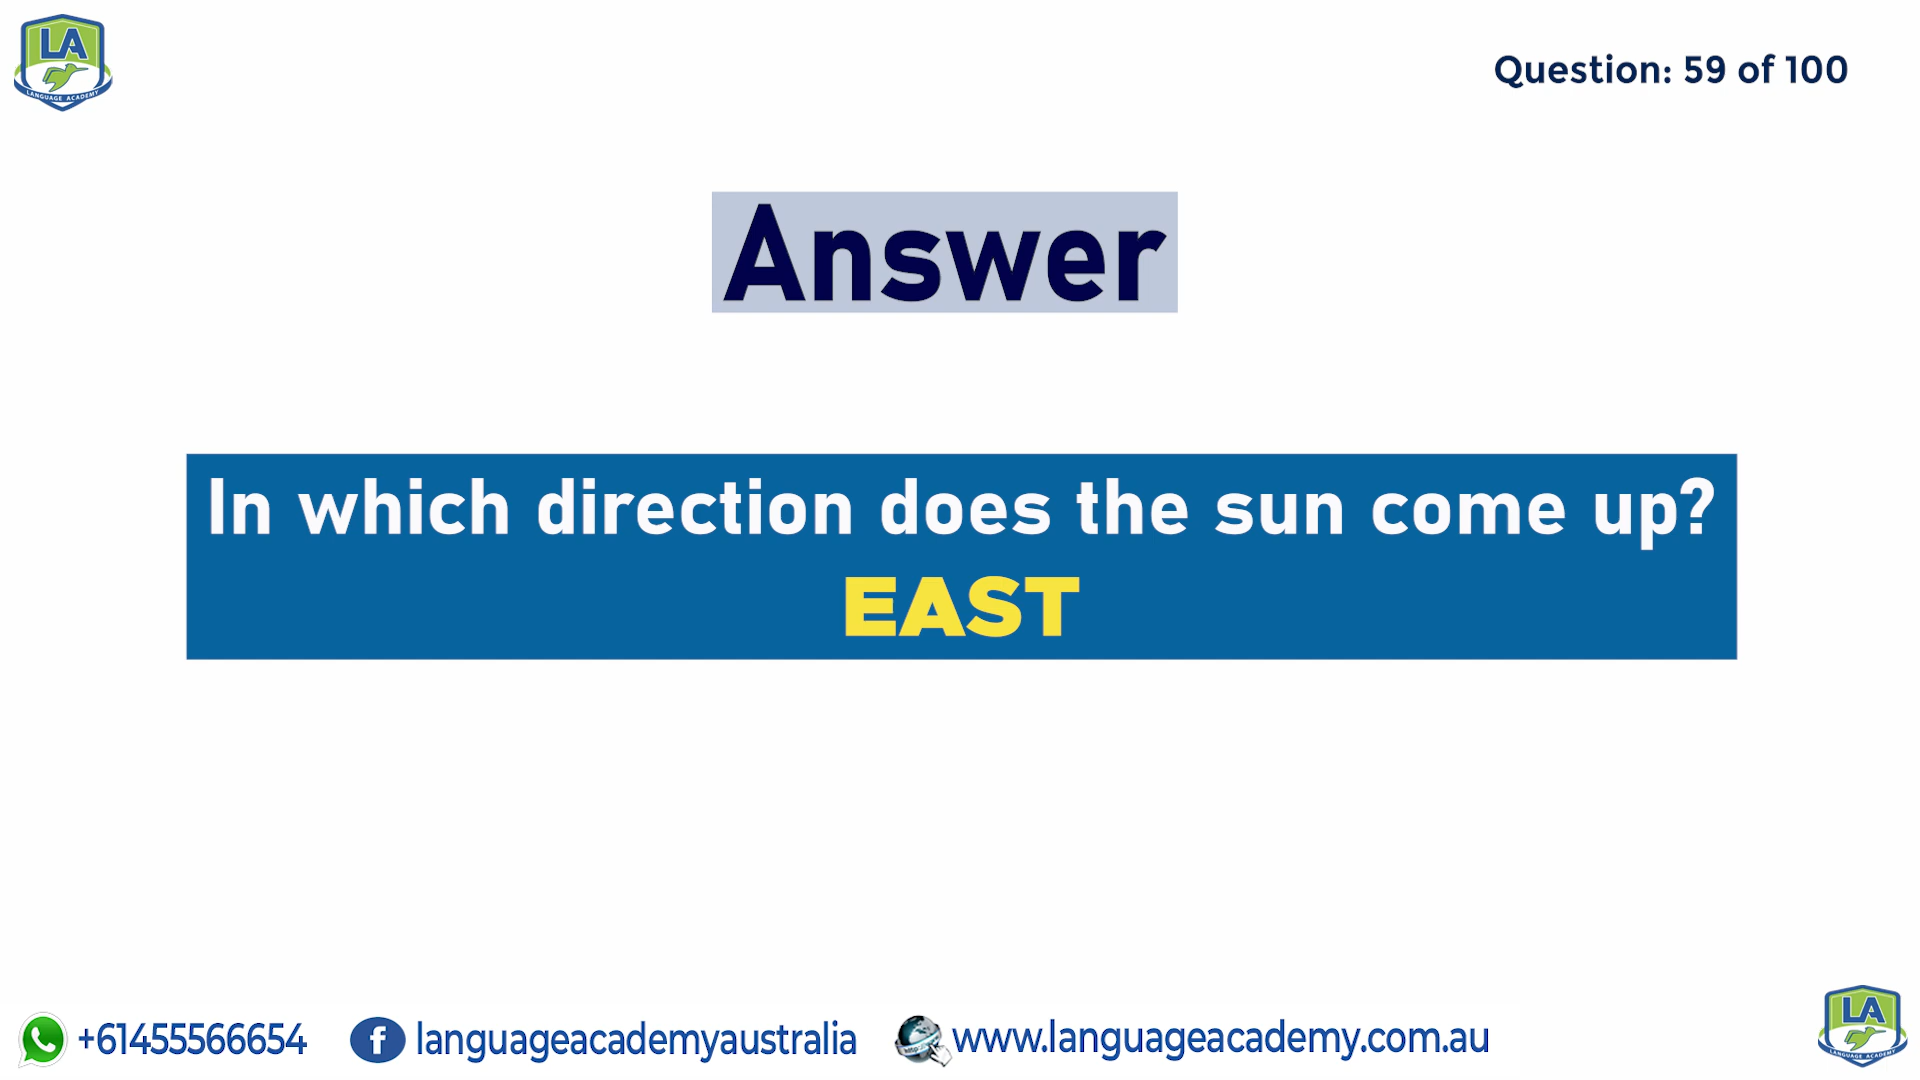 LA
LANGUAGE ACADEMY
Question: 59 of 100
Answer
In which direction does the sun come up?
EAST
+61455566654
languageacademyaustralia
http
www.languageacademy.com.au
LA
LANGUAGE ACADEMY